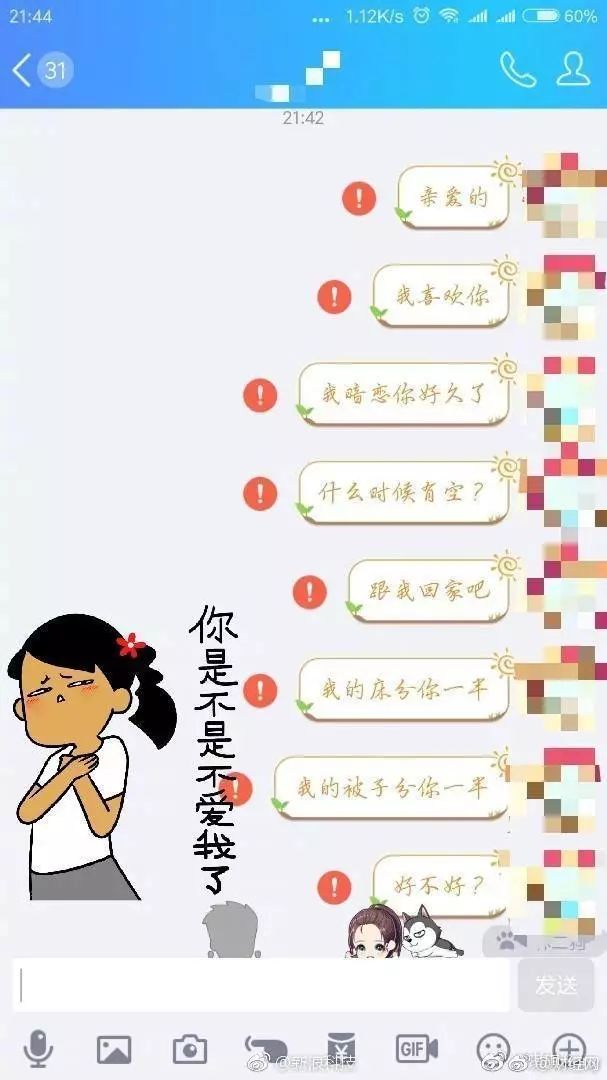 21:44
1.12K/s
60%
31
21:42
亲爱的
我喜欢你
我暗恋你好久了
什么时候有空？
跟我回家吧
我的床分你一半
你是不是不爱我了
我的被子分你一半
好不好？
发送
GIF
@新浪科技